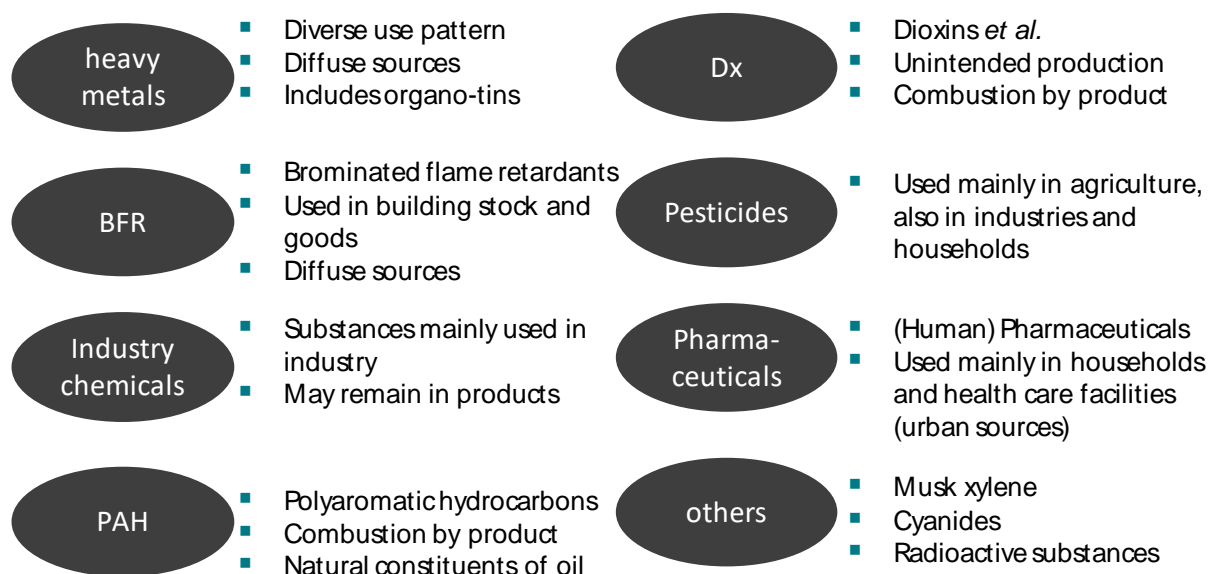 heavy
metals
Diverse use pattern
Diffuse sources
Includes organo-tins
Dx
Dioxins et al.
Unintended production
Combustion by product
BFR
Brominated flame retardants
Used in building stock and
goods
Diffuse sources
Pesticides
Used mainly in agriculture,
also in industries and
households
Industry
chemicals
Substances mainly used in
industry
May remain in products
Pharma-
ceuticals
(Human) Pharmaceuticals
Used mainly in households
and health care facilities
(urban sources)
PAH
Polyaromatic hydrocarbons
Combustion by product
Natural constituents of oil
others
Musk xylene
Cyanides
Radioactive substances